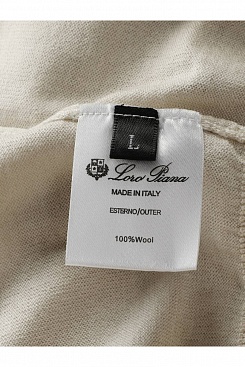 L
Loro Piana
MADE IN ITALY
ESTERNO/OUTER
100%Wool